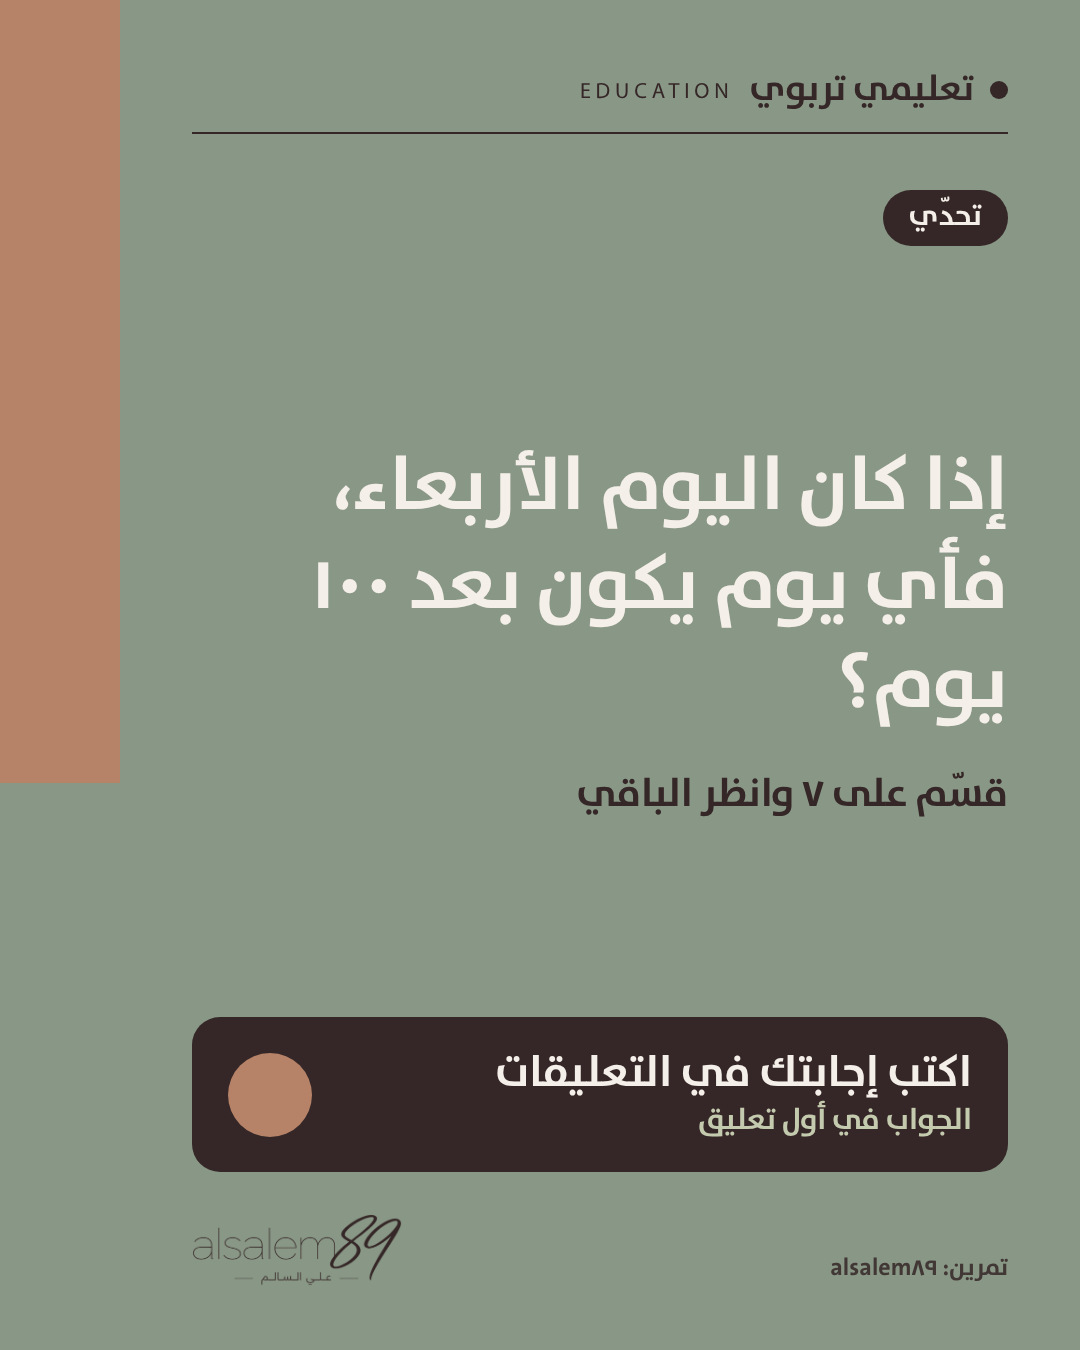 تعليمي تربوي EDUCATION
تحدّي
إذا كان اليوم الأربعاء،
فأي يوم يكون بعد ١٠٠
يوم؟
قسّم على ٧ وانظر الباقي
اكتب إجابتك في التعليقات
الجواب في أول تعليق
تمرين: alsalem٨٩
alsalem89
علي السالم